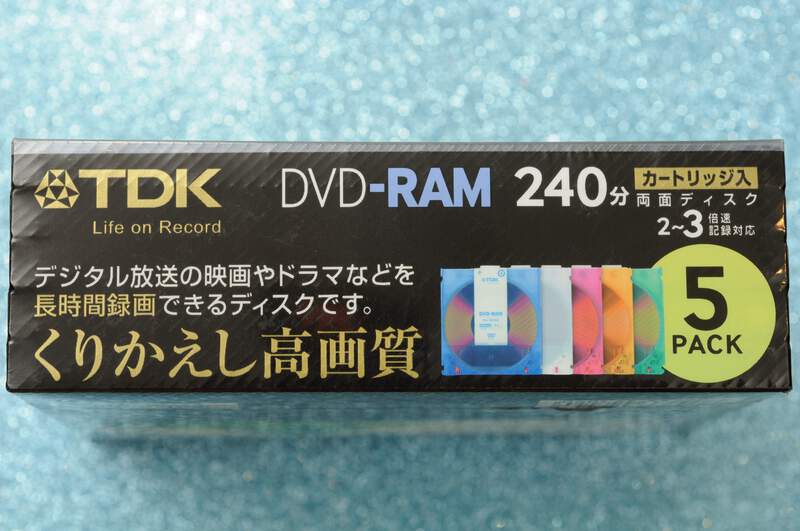 TDK
Life on Record
DVD-RAM 240分
カートリッジ入
両面ディスク
2~3倍速記録対応
デジタル放送の映画やドラマなどを
長時間録画できるディスクです。
くりかえし高画質
TDK
DVD-RAM
5
PACK